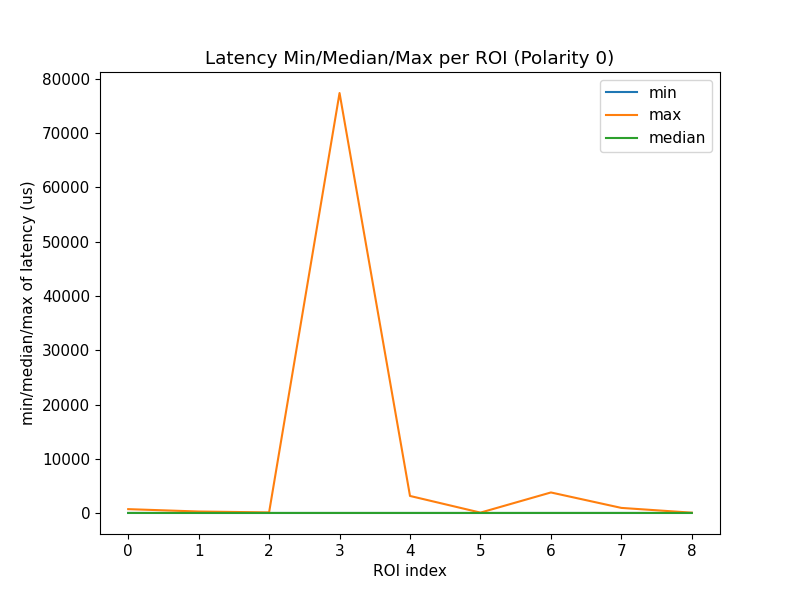 Latency Min/Median/Max per ROI (Polarity 0)
min
max
median
min/median/max of latency (us)
80000
70000
60000
50000
40000
30000
20000
10000
0
0 1 2 3 4 5 6 7 8
ROI index